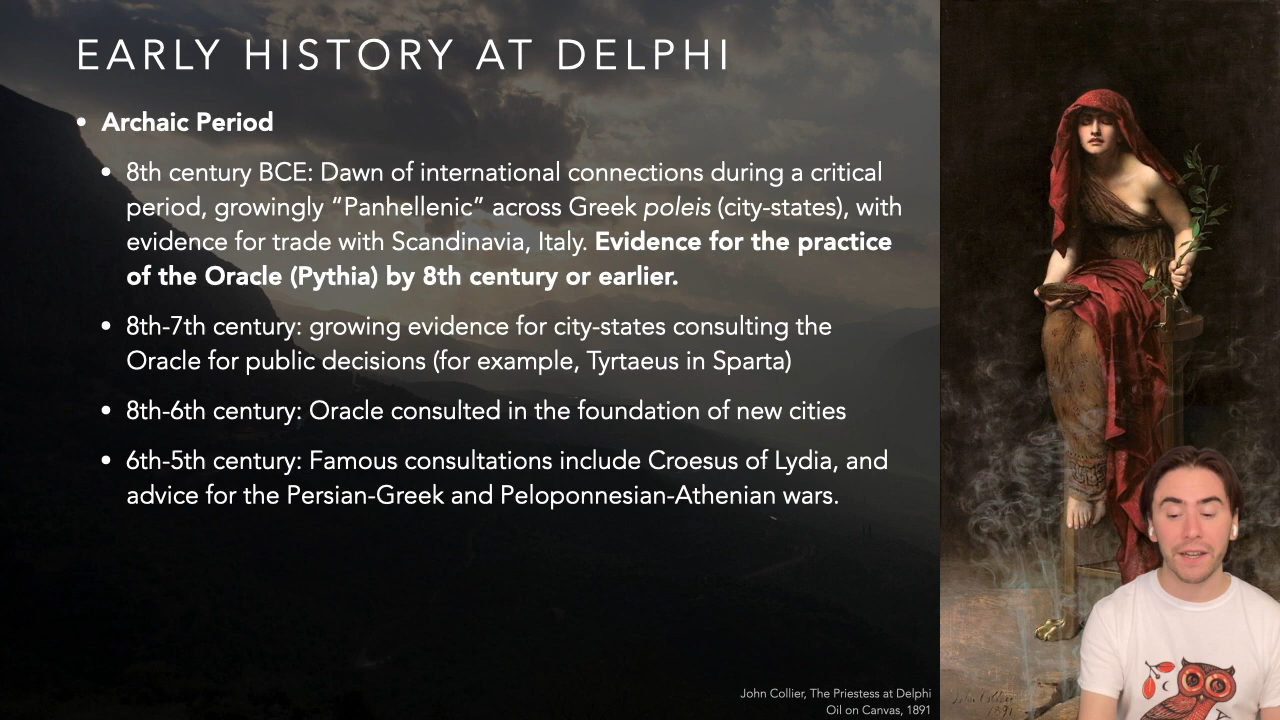 EARLY HISTORY AT DELPHI
• Archaic Period
• 8th century BCE: Dawn of international connections during a critical
period, growingly “Panhellenic” across Greek poleis (city-states), with
evidence for trade with Scandinavia, Italy. Evidence for the practice
of the Oracle (Pythia) by 8th century or earlier.
• 8th-7th century: growing evidence for city-states consulting the
Oracle for public decisions (for example, Tyrtaeus in Sparta)
• 8th-6th century: Oracle consulted in the foundation of new cities
• 6th-5th century: Famous consultations include Croesus of Lydia, and
advice for the Persian-Greek and Peloponnesian-Athenian wars.
John Collier, The Priestess at Delphi
Oil on Canvas, 1891
John Collier
1891